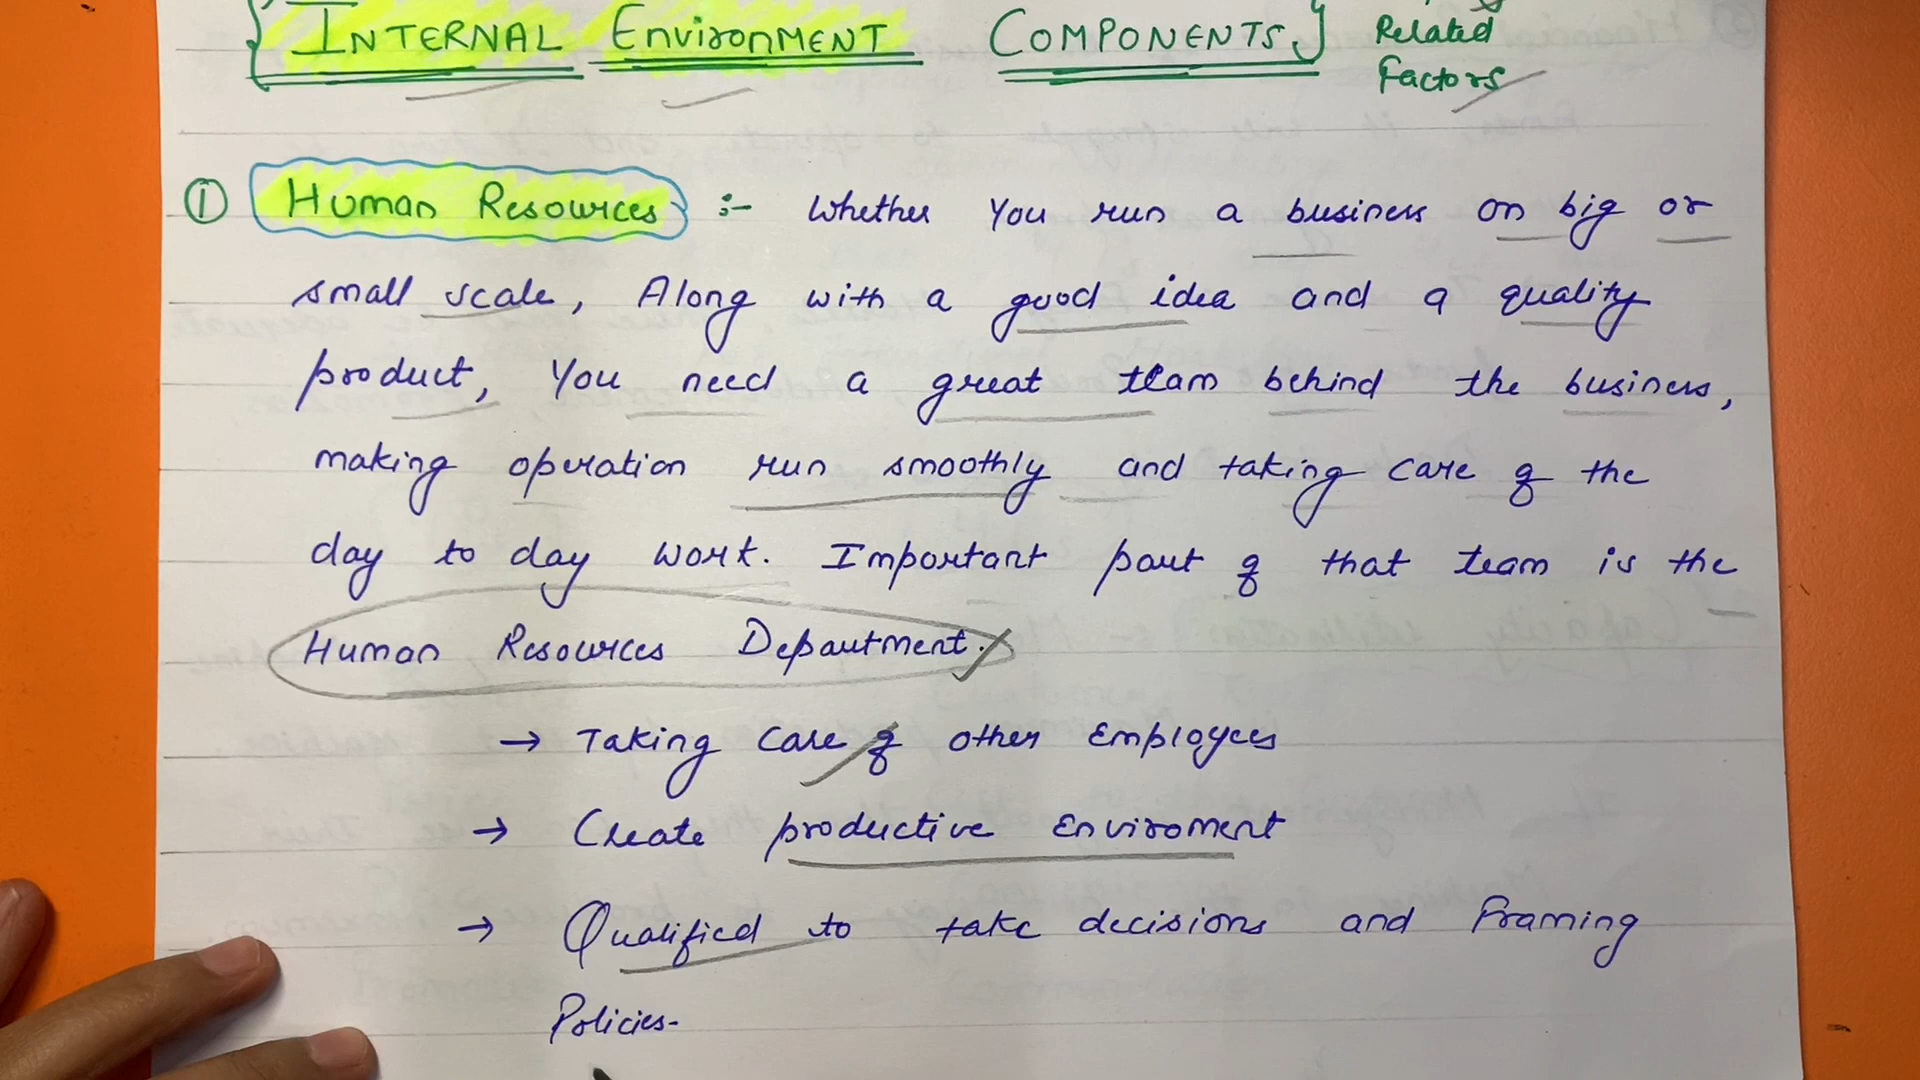 INTERNAL ENVIRONMENT COMPONENTS Related
Factors
① Human Resources :- Whether You run a business on big or
small scale, Along with a good idea and a quality
product, You need a great team behind the business,
making operation run smoothly and taking care of the
day to day work. Important part of that team is the
Human Resources Department.
→ Taking care of other Employees
→ Create productive Enviroment
→ Qualified to take decisions and Framing
Policies.